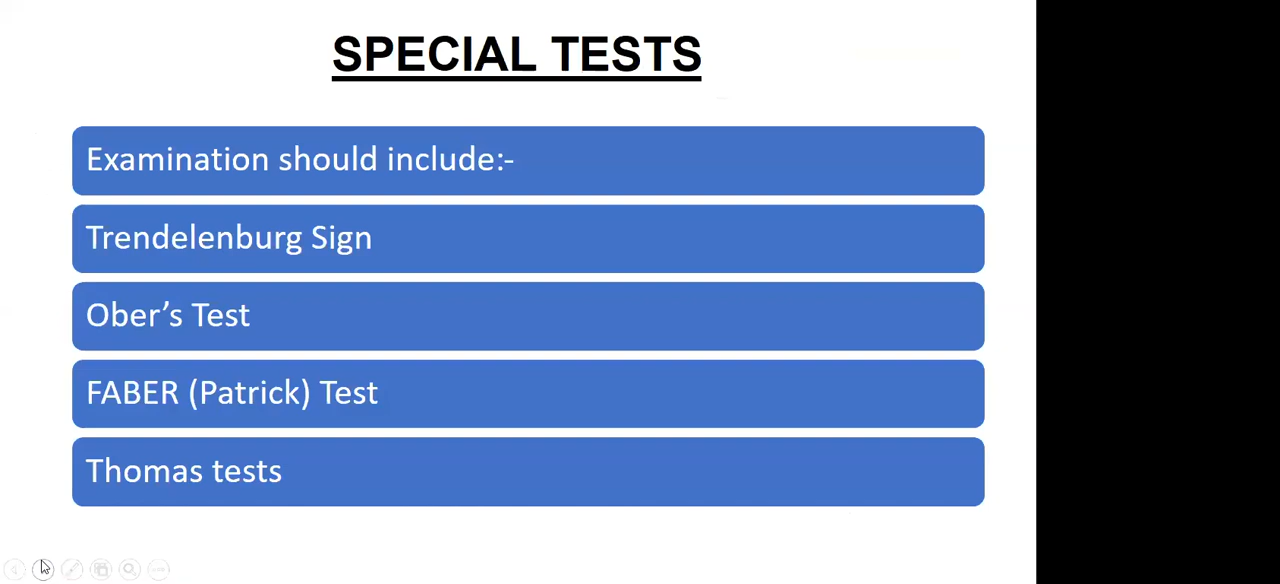 SPECIAL TESTS
Examination should include:-
Trendelenburg Sign
Ober’s Test
FABER (Patrick) Test
Thomas tests